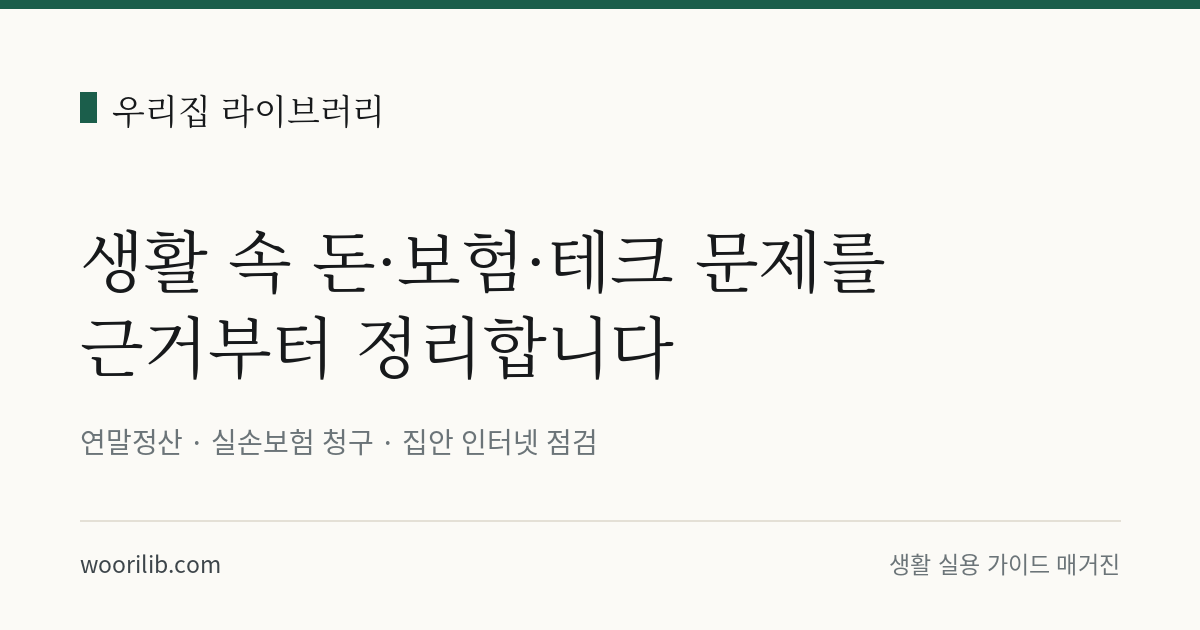 우리집 라이브러리
생활 속 돈·보험·테크 문제를
근거부터 정리합니다
연말정산 · 실손보험 청구 · 집안 인터넷 점검
woorilib.com
생활 실용 가이드 매거진